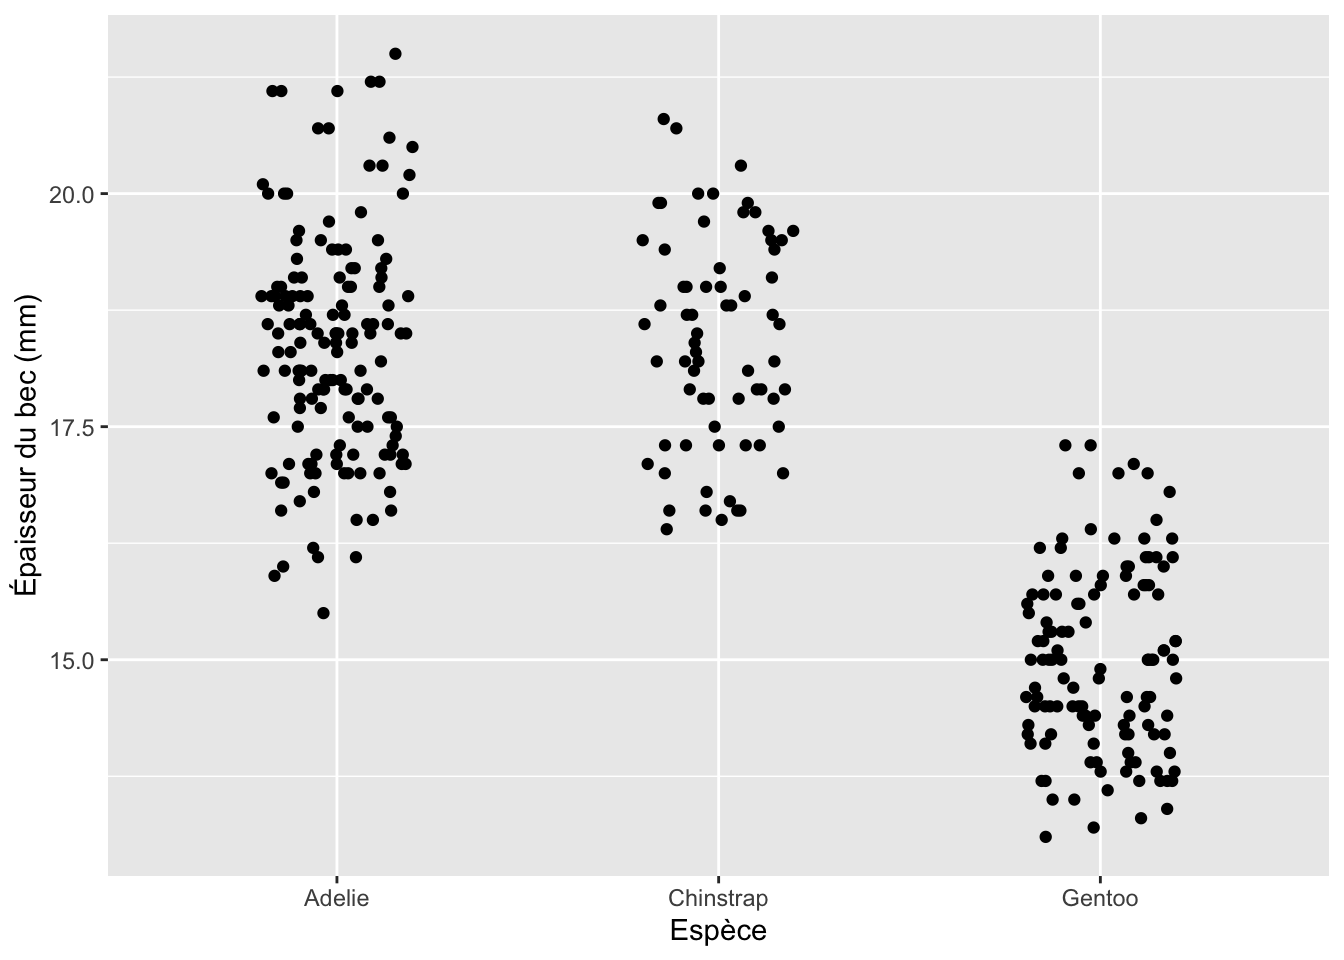 Épaisseur du bec (mm)
20.0
17.5
15.0
Adelie
Chinstrap
Gentoo
Espèce